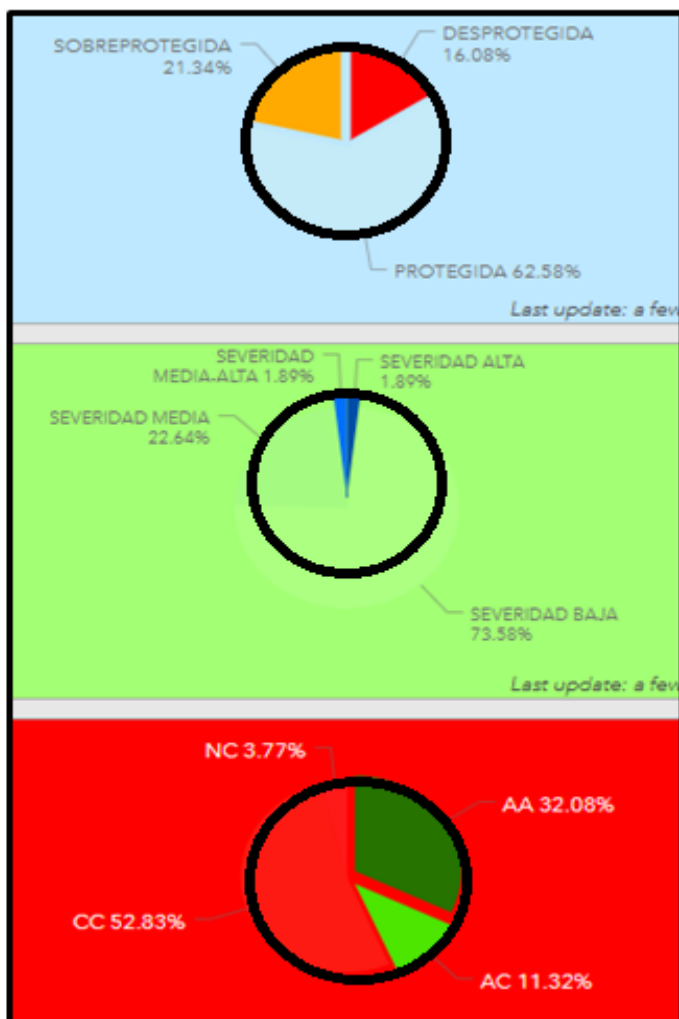 SOBREPROTEGIDA
21.34%
DESPROTEGIDA
16.08%
PROTEGIDA 62.58%
Last update: a few
SEVERIDAD
MEDIA-ALTA 1.89%
SEVERIDAD ALTA
1.89%
SEVERIDAD MEDIA
22.64%
SEVERIDAD BAJA
73.58%
Last update: a few
NC 3.77%
AA 32.08%
CC 52.83%
AC 11.32%